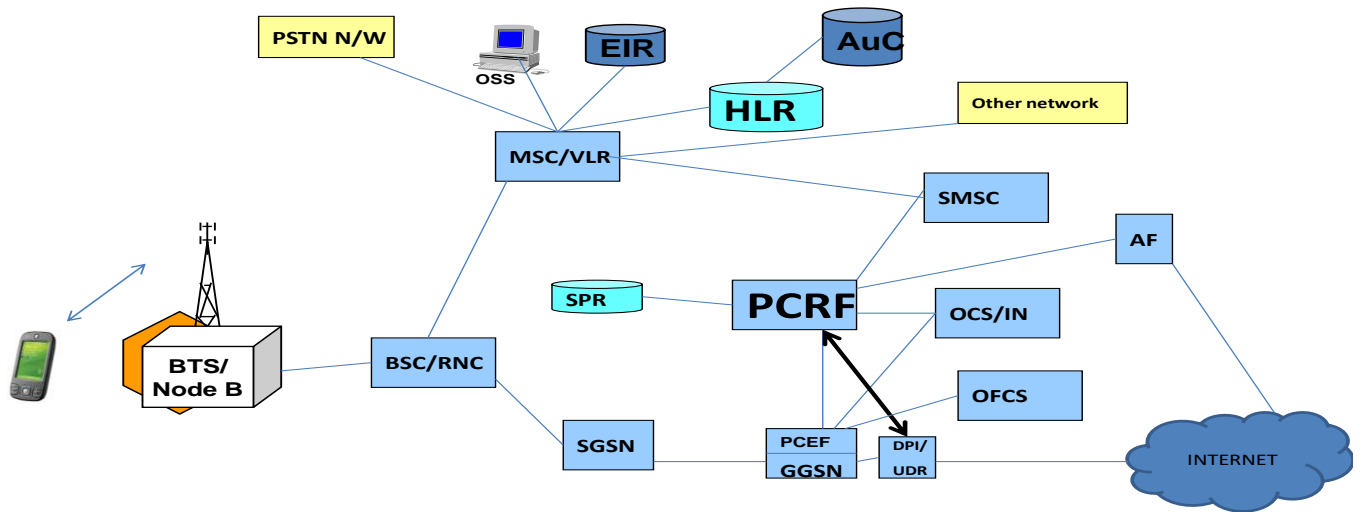 PSTN N/W
OSS
EIR
AuC
HLR
Other network
MSC/VLR
SMSC
AF
SPR
PCRF
OCS/IN
BTS/
Node B
BSC/RNC
OFCS
SGSN
PCEF
GGSN
DPI/
UDR
INTERNET